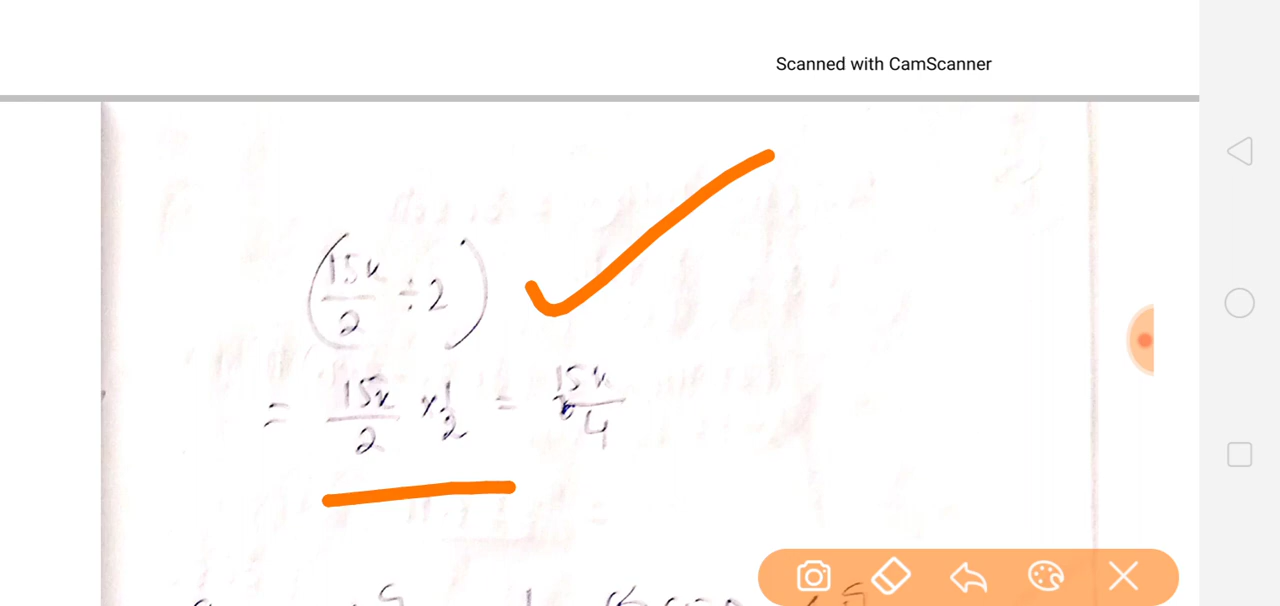 Scanned with CamScanner
(15x/2 ÷ 2)
= 15x/2 × 1/2 = 15x/4